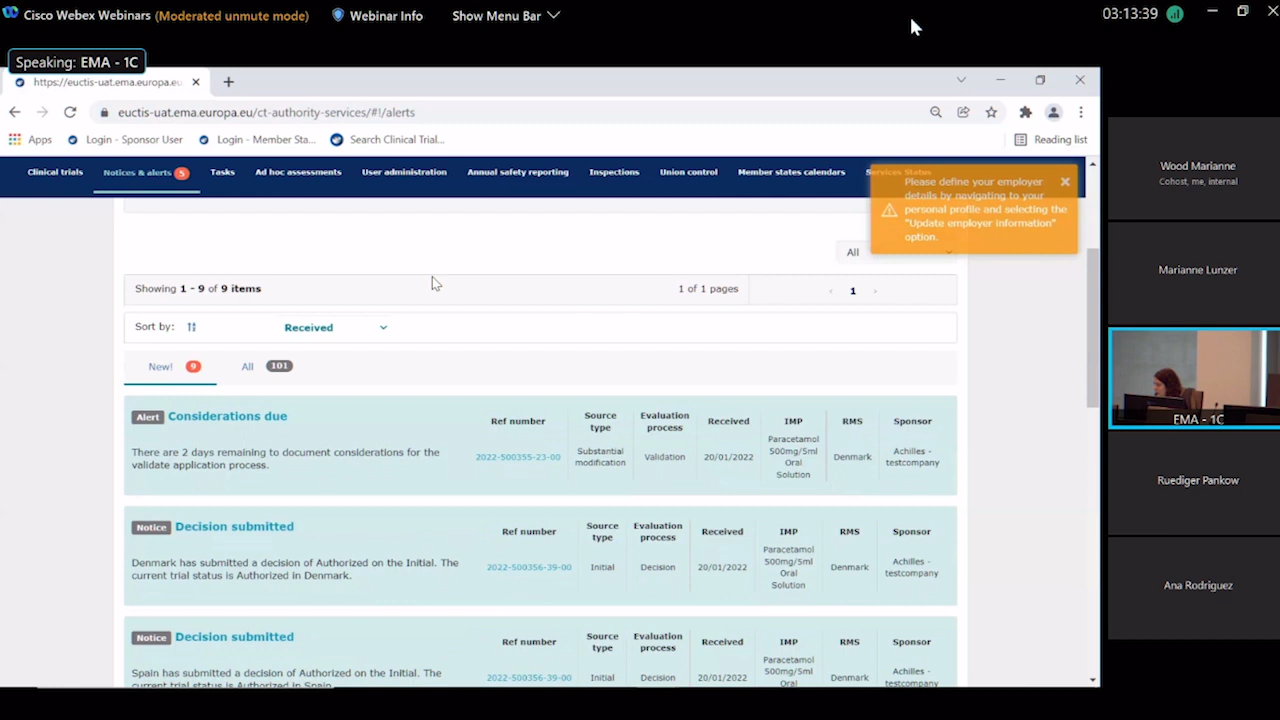 Cisco Webex Webinars (Moderated unmute mode) Webinar Info Show Menu Bar 03:13:39
Speaking: EMA - 1C
https://euctis-uat.ema.europa.eu
euctis-uat.ema.europa.eu/ct-authority-services/#!/alerts
Apps Login - Sponsor User Login - Member Sta... Search Clinical Trial... Reading list
Clinical trials Notices & alerts 5 Tasks Ad hoc assessments User administration Annual safety reporting Inspections Union control Member states calendars Services Status
Please define your employer
details by navigating to your
personal profile and selecting the
"Update employer information"
option.
All
Showing 1 - 9 of 9 items 1 of 1 pages 1
Sort by: Received
New! 9 All 101
Alert Considerations due
There are 2 days remaining to document considerations for the
validate application process.
Ref number
2022-500355-23-00
Source
type
Substantial
modification
Evaluation
process
Validation
Received
20/01/2022
IMP
Paracetamol
500mg/5ml
Oral
Solution
RMS
Denmark
Sponsor
Achilles -
testcompany
Notice Decision submitted
Denmark has submitted a decision of Authorized on the Initial. The
current trial status is Authorized in Denmark.
Ref number
2022-500356-39-00
Source
type
Initial
Evaluation
process
Decision
Received
20/01/2022
IMP
Paracetamol
500mg/5ml
Oral
Solution
RMS
Denmark
Sponsor
Achilles -
testcompany
Notice Decision submitted
Spain has submitted a decision of Authorized on the Initial. The
current trial status is Authorized in Spain
Ref number
2022-500356-39-00
Source
type
Initial
Evaluation
process
Decision
Received
20/01/2022
IMP
Paracetamol
500mg/5ml
Oral
RMS
Denmark
Sponsor
Achilles -
testcompany
Wood Marianne
Cohost, me, internal
Marianne Lunzer
EMA - 1C
Ruediger Pankow
Ana Rodriguez